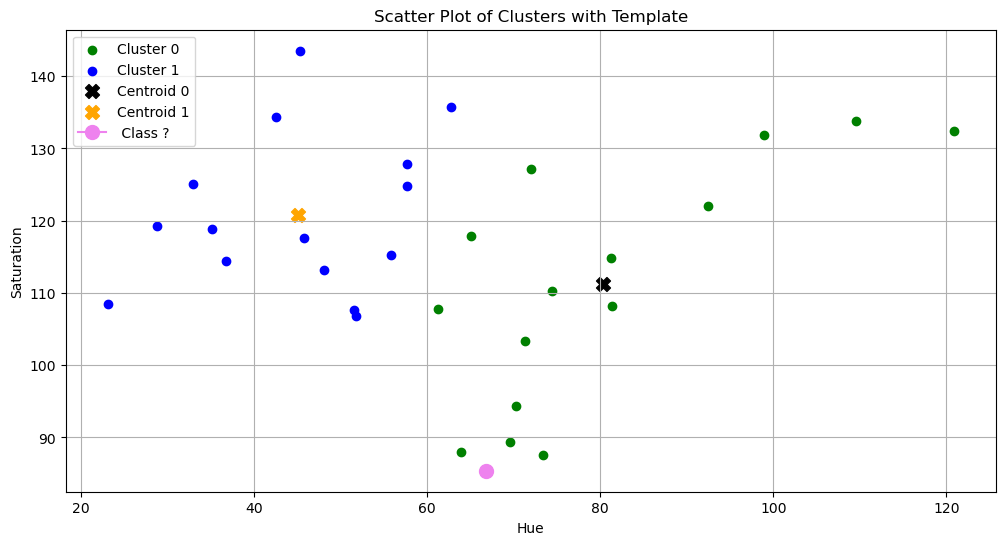 Scatter Plot of Clusters with Template
Cluster 0
Cluster 1
Centroid 0
Centroid 1
Class ?
140
130
120
110
100
90
Saturation
20 40 60 80 100 120
Hue